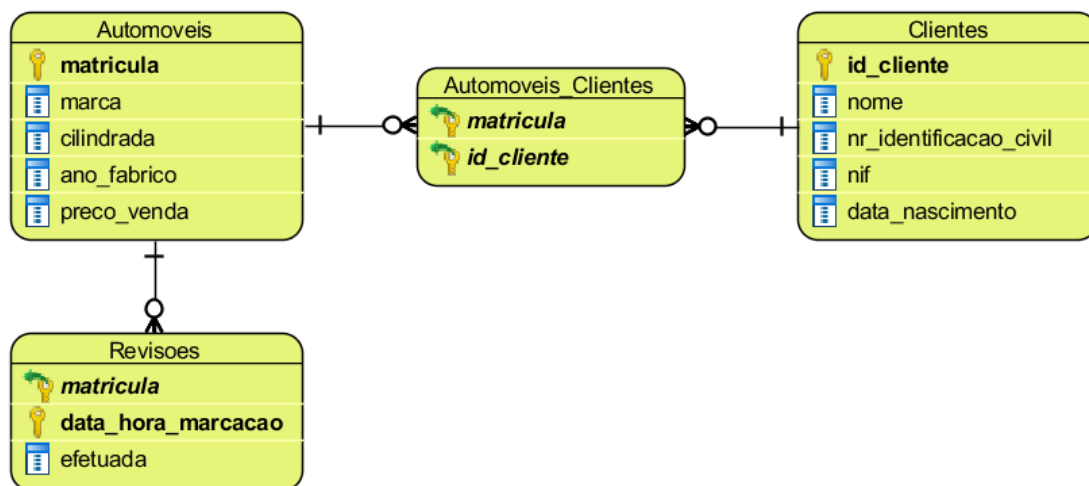 Automoveis
matricula
marca
cilindrada
ano_fabrico
preco_venda
Automoveis_Clientes
matricula
id_cliente
Clientes
id_cliente
nome
nr_identificacao_civil
nif
data_nascimento
Revisoes
matricula
data_hora_marcacao
efetuada